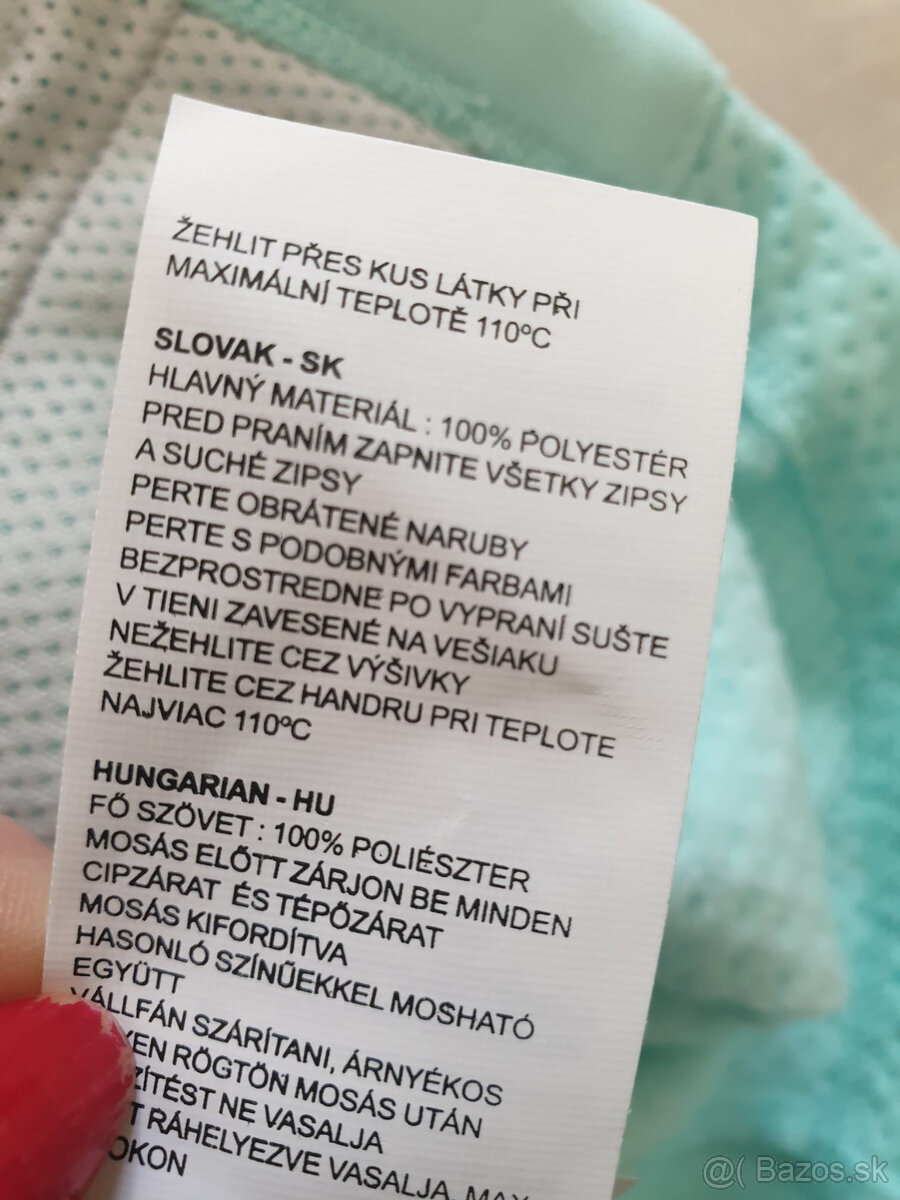 ŽEHLIT PŘES KUS LÁTKY PŘI
MAXIMÁLNÍ TEPLOTĚ 110ºC
SLOVAK - SK
HLAVNÝ MATERIÁL : 100% POLYESTÉR
PRED PRANÍM ZAPNITE VŠETKY ZIPSY
A SUCHÉ ZIPSY
PERTE OBRÁTENÉ NARUBY
PERTE S PODOBNÝMI FARBAMI
BEZPROSTREDNE PO VYPRANÍ SUŠTE
V TIENI ZAVESENÉ NA VEŠIAKU
NEŽEHLITE CEZ VÝŠIVKY
ŽEHLITE CEZ HANDRU PRI TEPLOTE
NAJVIAC 110ºC
HUNGARIAN - HU
FŐ SZÖVET : 100% POLIÉSZTER
MOSÁS ELŐTT ZÁRJON BE MINDEN
CIPZÁRAT ÉS TÉPŐZÁRAT
MOSÁS KIFORDÍTVA
HASONLÓ SZÍNŰEKKEL MOSHATÓ
EGYÜTT
VÁLLFÁN SZÁRÍTANI, ÁRNYÉKOS
RÖGTÖN MOSÁS UTÁN
NE VASALJA
RÁHELYEZVE VASALJA, MAX
@( Bazos.sk